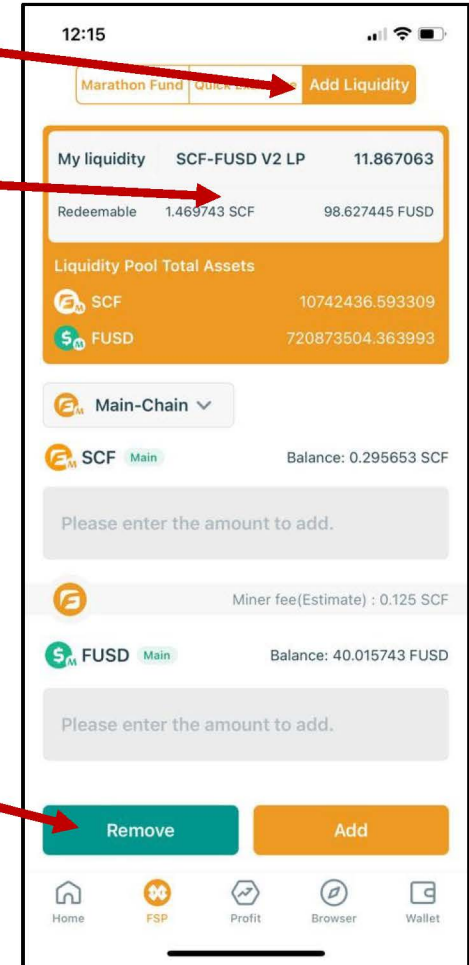 12:15
Marathon Fund Quick e Add Liquidity
My liquidity SCF-FUSD V2 LP 11.867063
Redeemable 1.469743 SCF 98.627445 FUSD
Liquidity Pool Total Assets
SCF 10742436.593309
FUSD 720873504.363993
Main-Chain
SCF Main Balance: 0.295653 SCF
Please enter the amount to add.
Miner fee(Estimate) : 0.125 SCF
FUSD Main Balance: 40.015743 FUSD
Please enter the amount to add.
Remove Add
Home FSP Profit Browser Wallet